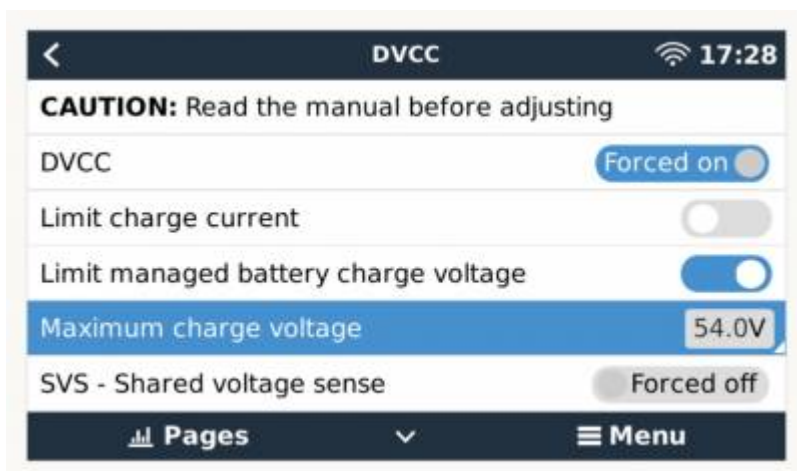 DVCC 17:28
CAUTION: Read the manual before adjusting
DVCC Forced on
Limit charge current
Limit managed battery charge voltage
Maximum charge voltage 54.0V
SVS - Shared voltage sense Forced off
Pages Menu